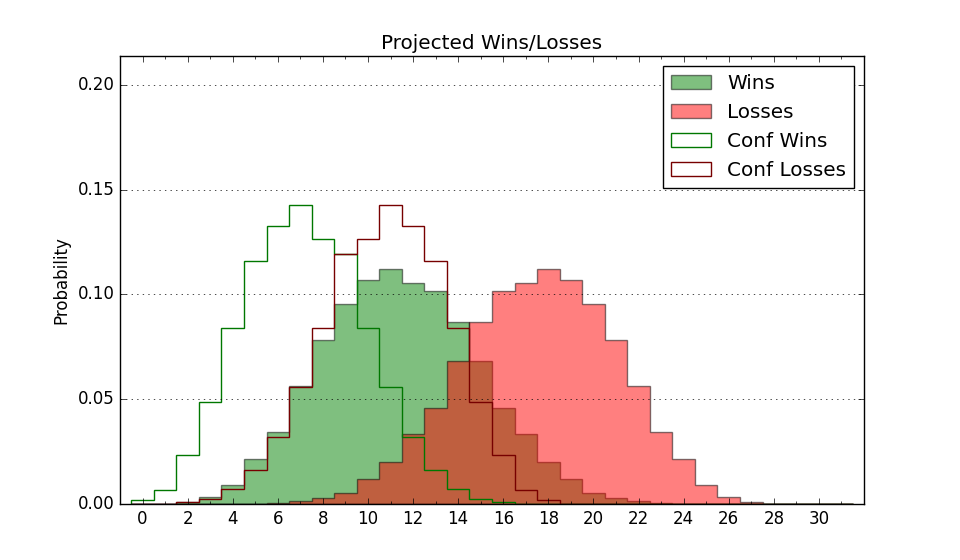 Projected Wins/Losses
Wins
Losses
Conf Wins
Conf Losses
Probability
0.20
0.15
0.10
0.05
0.00
0 2 4 6 8 10 12 14 16 18 20 22 24 26 28 30